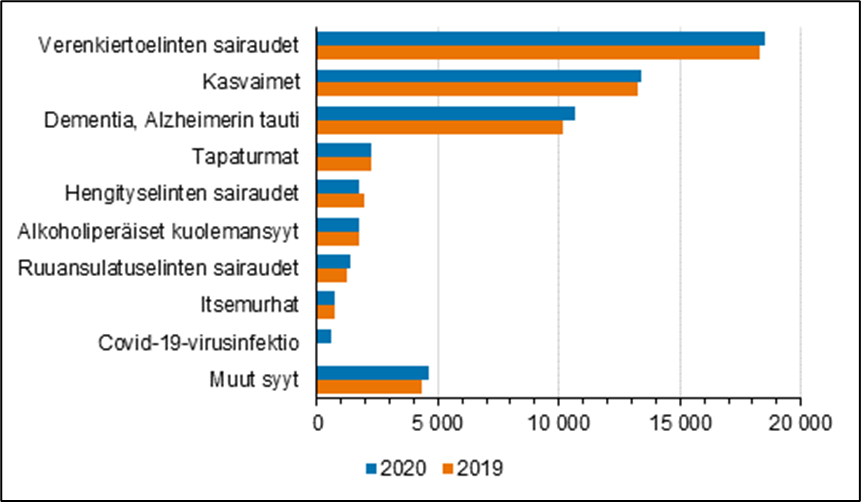 Verenkiertoelinten sairaudet
Kasvaimet
Dementia, Alzheimerin tauti
Tapaturmat
Hengityselinten sairaudet
Alkoholiperäiset kuolemansyyt
Ruuansulatuselinten sairaudet
Itsemurhat
Covid-19-virusinfektio
Muut syyt
0 5 000 10 000 15 000 20 000
2020 2019